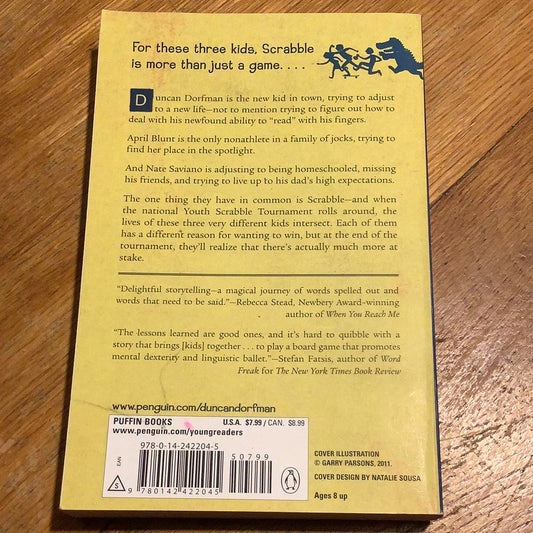 For these three kids, Scrabble
is more than just a game. . . .
Duncan Dorfman is the new kid in town, trying to adjust
to a new life—not to mention trying to figure out how to
deal with his newfound ability to "read" with his fingers.
April Blunt is the only nonathlete in a family of jocks, trying to
find her place in the spotlight.
And Nate Saviano is adjusting to being homeschooled, missing
his friends, and trying to live up to his dad's high expectations.
The one thing they have in common is Scrabble—and when
the national Youth Scrabble Tournament rolls around, the
lives of these three very different kids intersect. Each of them
has a different reason for wanting to win, but at the end of the
tournament, they'll realize that there's actually much more at
stake.
"Delightful storytelling—a magical journey of words spelled out and
words that need to be said."—Rebecca Stead, Newbery Award–winning
author of When You Reach Me
"The lessons learned are good ones, and it's hard to quibble with a
story that brings [kids] together . . . to play a board game that promotes
mental dexterity and linguistic ballet."—Stefan Fatsis, author of Word
Freak for The New York Times Book Review
www.penguin.com/duncandorfman
PUFFIN BOOKS U.S.A. $7.99 / CAN. $8.99
www.penguin.com/youngreaders
978-0-14-242204-5
50799
EAN
S
9 780142 422045
COVER ILLUSTRATION
© GARRY PARSONS, 2011.
COVER DESIGN BY NATALIE SOUSA
Ages 8 up